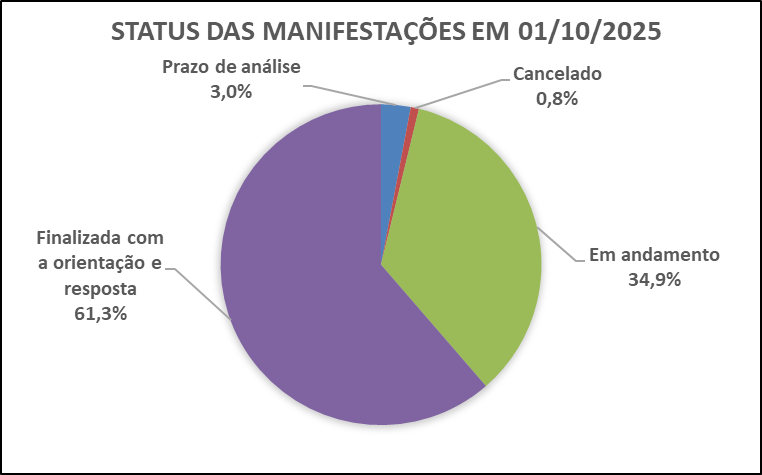 STATUS DAS MANIFESTAÇÕES EM 01/10/2025
Prazo de análise
3,0%
Cancelado
0,8%
Em andamento
34,9%
Finalizada com
a orientação e
resposta
61,3%